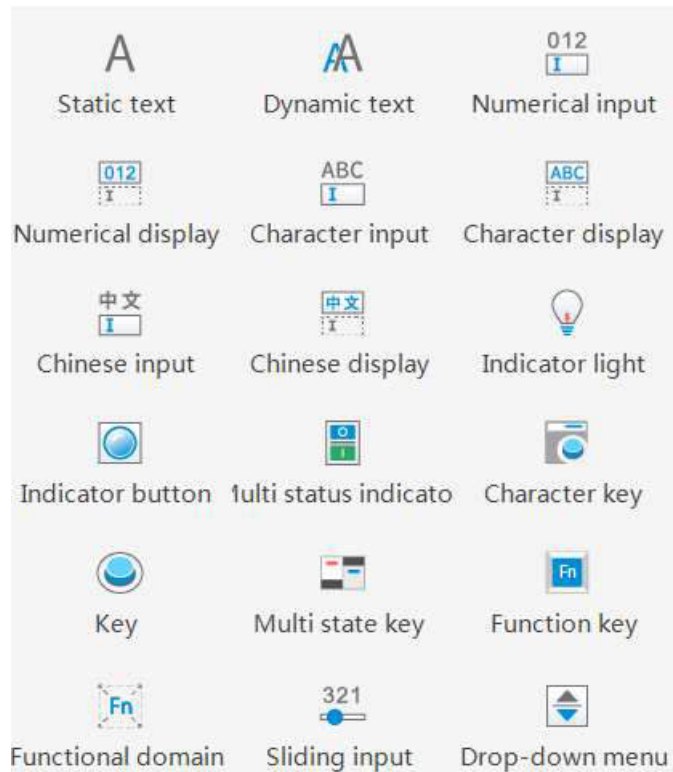 A AA 012
I
Static text Dynamic text Numerical input
012 ABC ABC
I I I
Numerical display Character input Character display
中文 中文
I I
Chinese input Chinese display Indicator light
O
I
Indicator button Multi status indicato Character key
Fn
Key Multi state key Function key
Fn 321
Functional domain Sliding input Drop-down menu